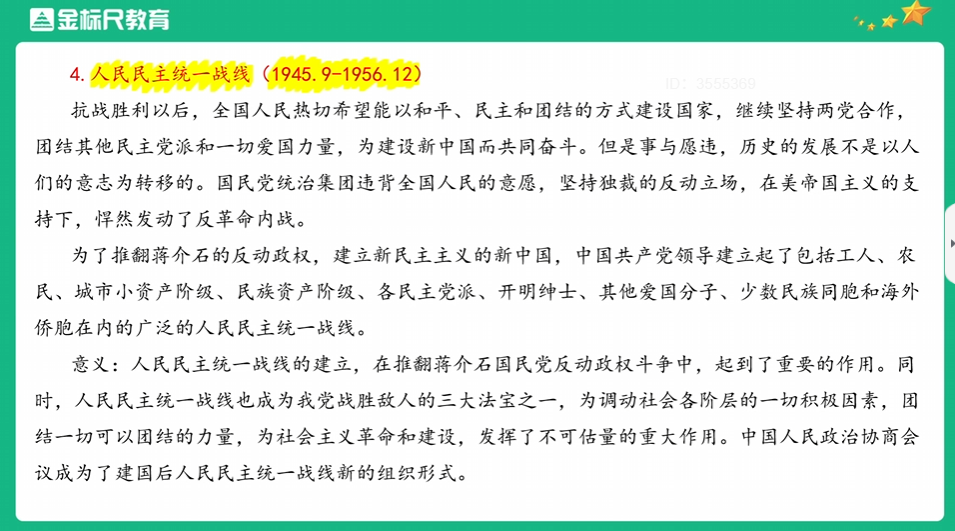 金标尺教育
4. 人民民主统一战线（1945.9-1956.12）
ID：3555369
抗战胜利以后，全国人民热切希望能以和平、民主和团结的方式建设国家，继续坚持两党合作，
团结其他民主党派和一切爱国力量，为建设新中国而共同奋斗。但是事与愿违，历史的发展不是以人
们的意志为转移的。国民党统治集团违背全国人民的意愿，坚持独裁的反动立场，在美帝国主义的支
持下，悍然发动了反革命内战。
为了推翻蒋介石的反动政权，建立新民主主义的新中国，中国共产党领导建立起了包括工人、农
民、城市小资产阶级、民族资产阶级、各民主党派、开明绅士、其他爱国分子、少数民族同胞和海外
侨胞在内的广泛的人民民主统一战线。
意义：人民民主统一战线的建立，在推翻蒋介石国民党反动政权斗争中，起到了重要的作用。同
时，人民民主统一战线也成为我党战胜敌人的三大法宝之一，为调动社会各阶层的一切积极因素，团
结一切可以团结的力量，为社会主义革命和建设，发挥了不可估量的重大作用。中国人民政治协商会
议成为了建国后人民民主统一战线新的组织形式。